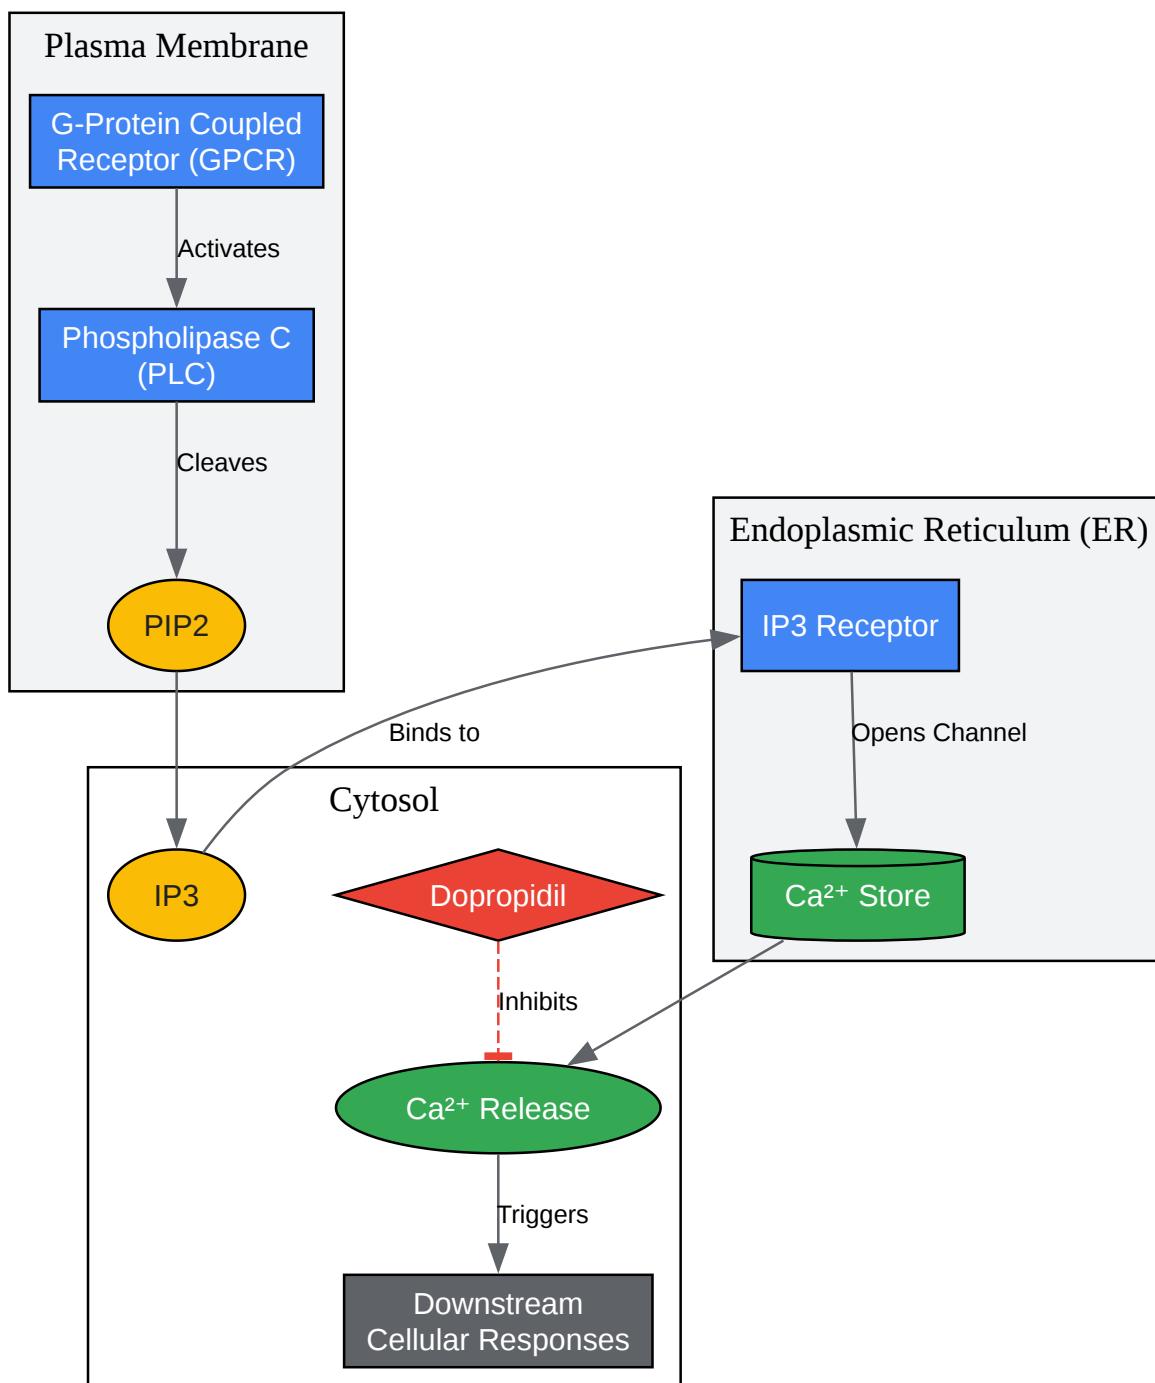 Plasma Membrane
G-Protein Coupled
Receptor (GPCR)
Activates
Phospholipase C
(PLC)
Cleaves
PIP2
Endoplasmic Reticulum (ER)
IP3 Receptor
Binds to
Opens Channel
Cytosol
IP3
Dopropidil
Ca²⁺ Store
Inhibits
Ca²⁺ Release
Triggers
Downstream
Cellular Responses